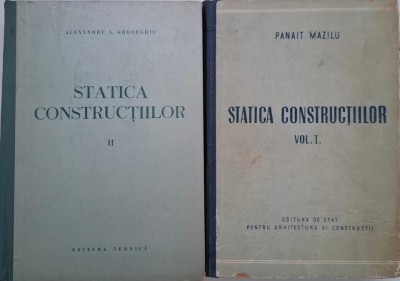 ALEXANDRU A. GHEORGHIU
STATICA
CONSTRUCȚIILOR
II
EDITURA TEHNICĂ
PANAIT MAZILU
STATICA CONSTRUCȚIILOR
VOL. I.
EDITURA DE STAT
PENTRU ARHITECTURĂ ȘI CONSTRUCȚII